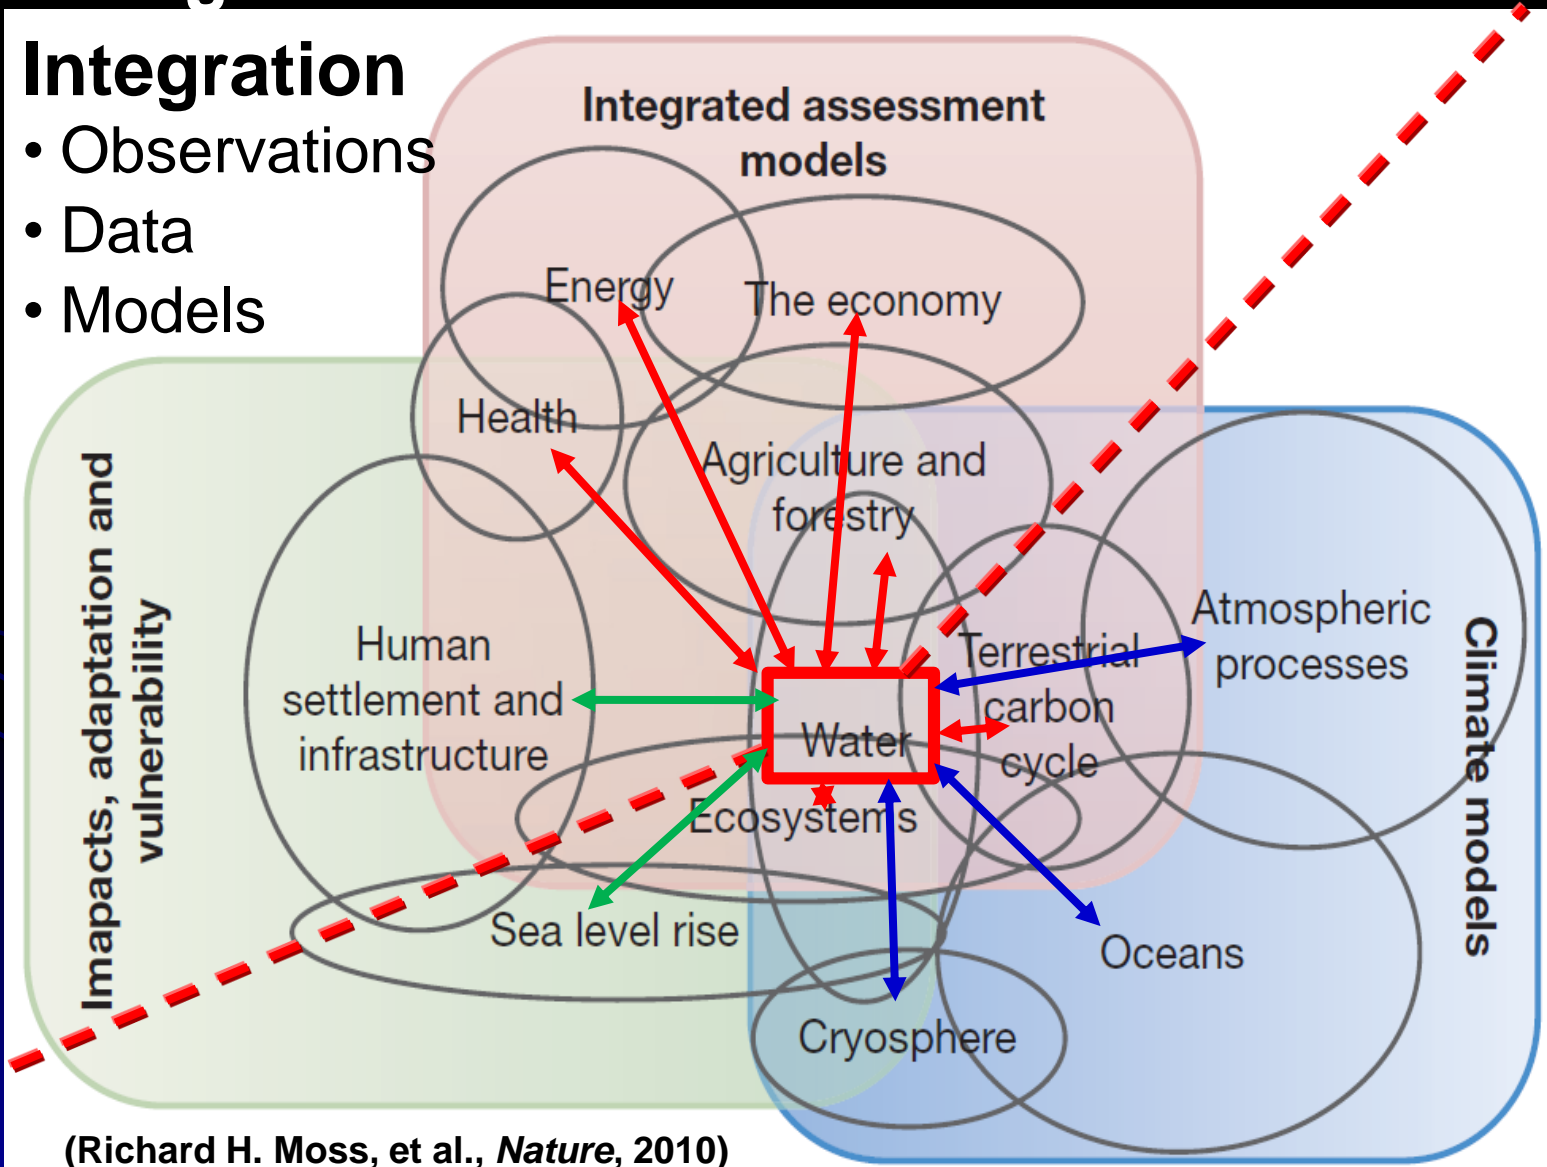 Integration
• Observations
• Data
• Models
Integrated assessment
models
Energy
The economy
Health
Agriculture and
forestry
Imapacts, adaptation and
vulnerability
Human
settlement and
infrastructure
Water
Terrestrial
carbon
cycle
Atmospheric
processes
Climate models
Ecosystems
Sea level rise
Oceans
Cryosphere
(Richard H. Moss, et al., Nature, 2010)